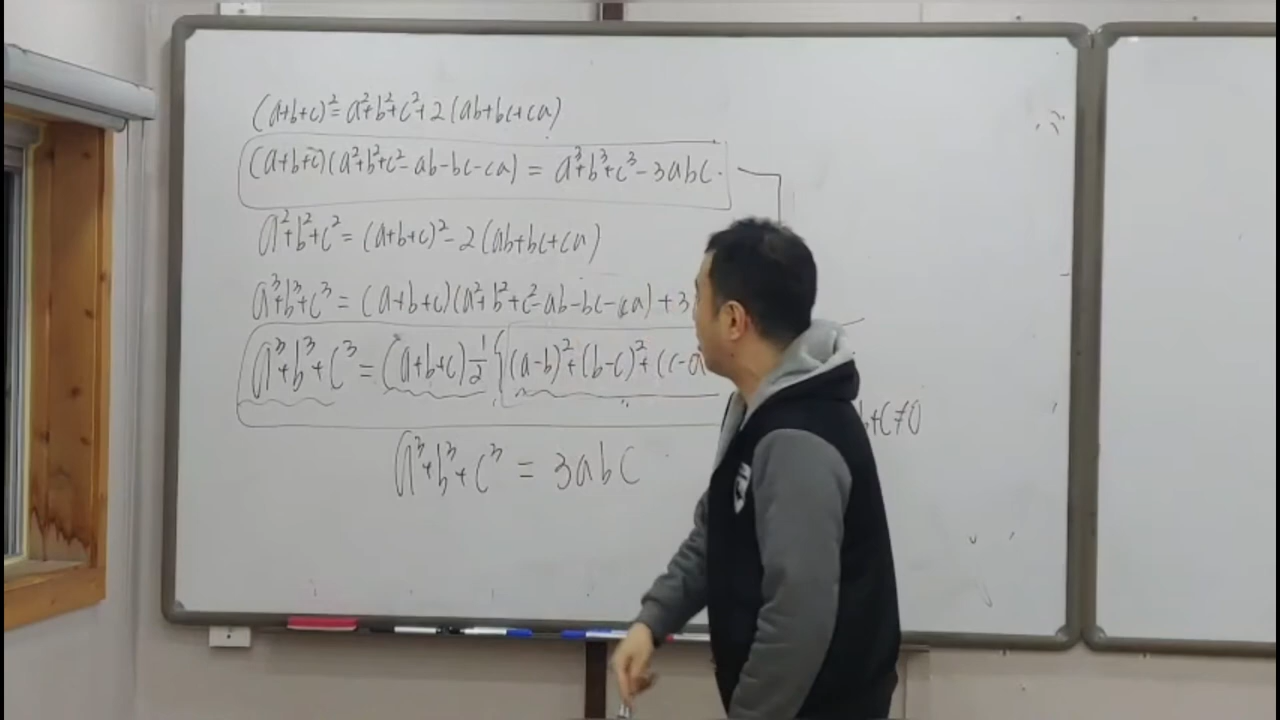 (a+b+c)²=a²+b²+c²+2(ab+bc+ca)
(a+b+c)(a²+b²+c²-ab-bc-ca)=a³+b³+c³-3abc.
a²+b²+c²=(a+b+c)²-2(ab+bc+ca)
a³+b³+c³=(a+b+c)(a²+b²+c²-ab-bc-ca)+3
a³+b³+c³=(a+b+c)½{(a-b)²+(b-c)²+(c-a
b+c≠0
a³+b³+c³=3abc